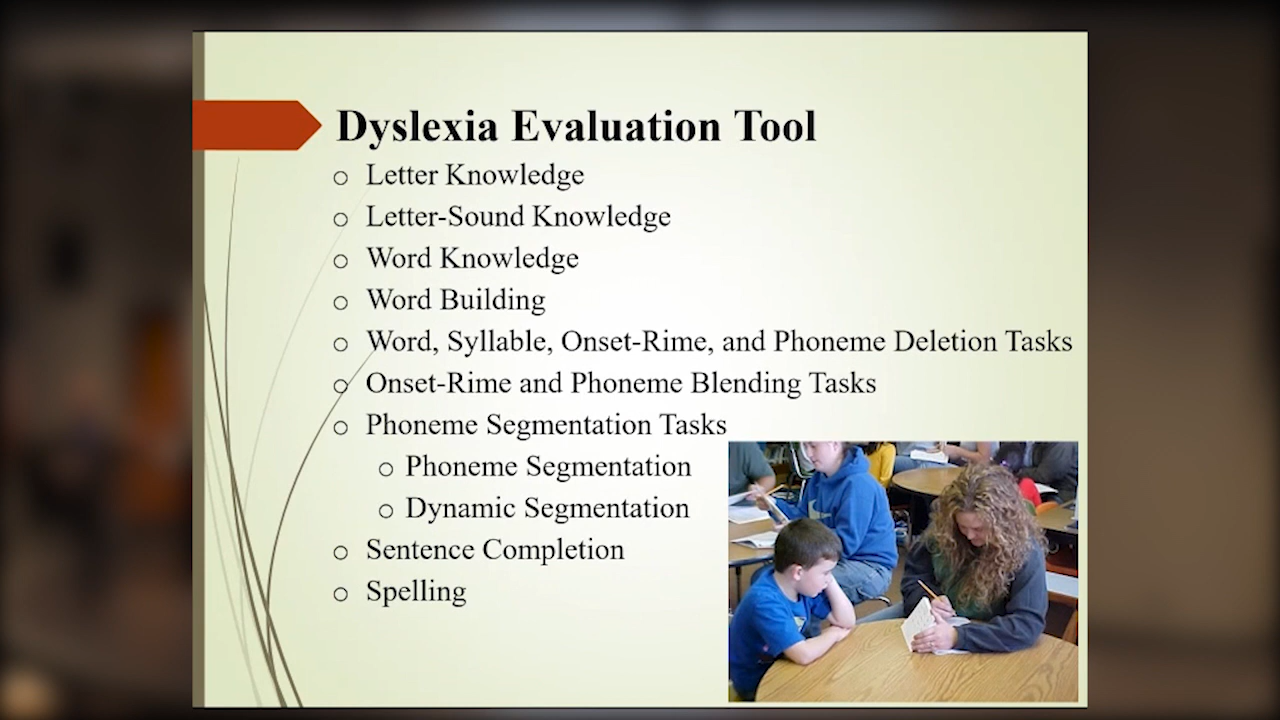 Dyslexia Evaluation Tool
Letter Knowledge
Letter-Sound Knowledge
Word Knowledge
Word Building
Word, Syllable, Onset-Rime, and Phoneme Deletion Tasks
Onset-Rime and Phoneme Blending Tasks
Phoneme Segmentation Tasks
Phoneme Segmentation
Dynamic Segmentation
Sentence Completion
Spelling